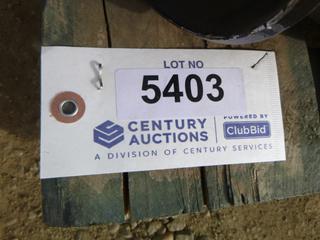 LOT NO
5403
CENTURY
AUCTIONS
POWERED BY
ClubBid
A DIVISION OF CENTURY SERVICES